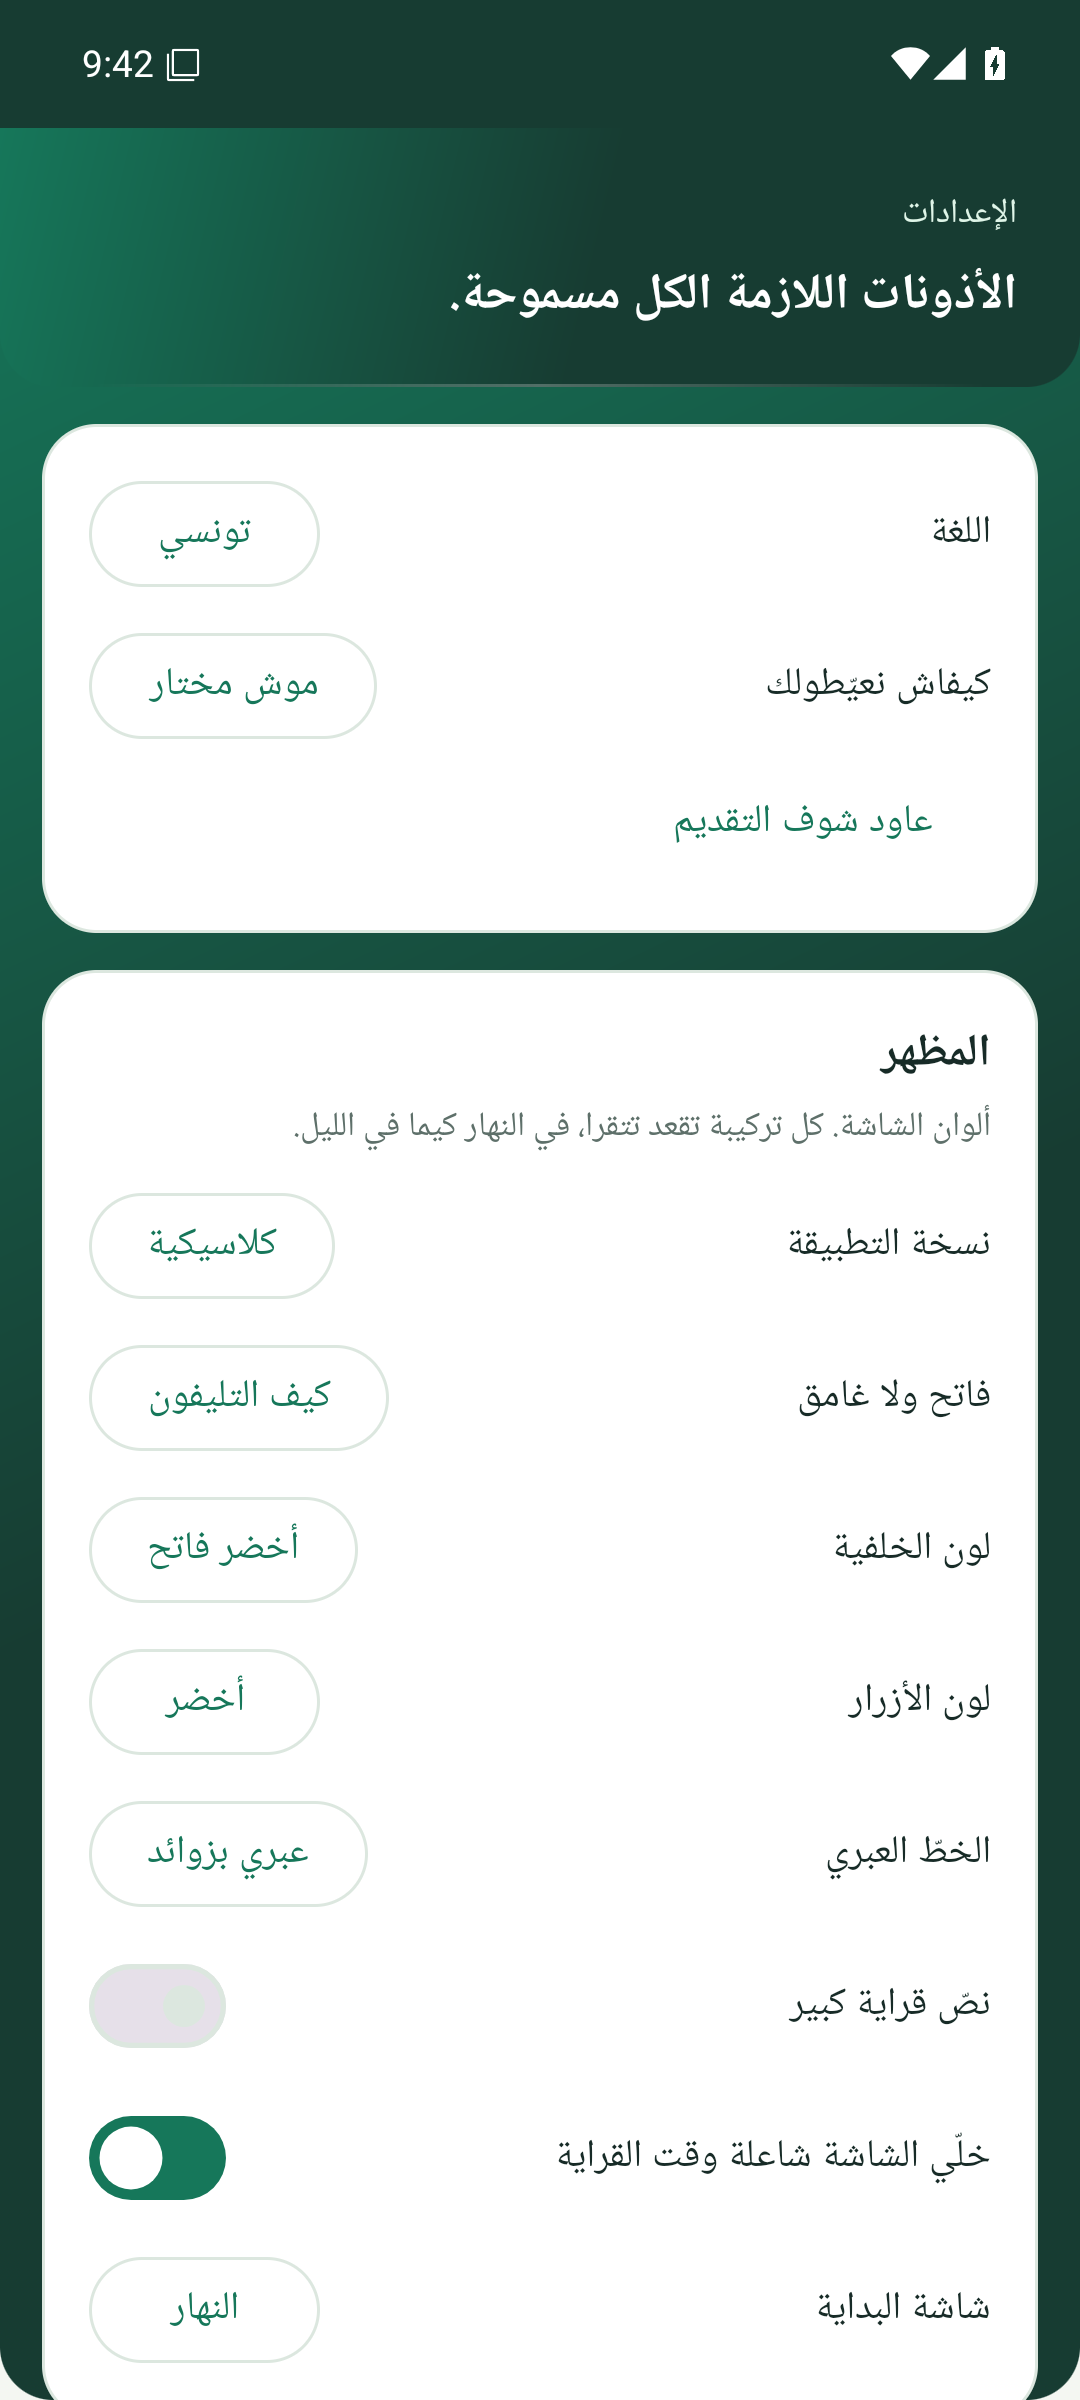 9:42
الإعدادات
الأذونات اللازمة الكل مسموحة.
اللغة
تونسي
كيفاش نعيّطولك
موش مختار
عاود شوف التقديم
المظهر
ألوان الشاشة. كل تركيبة تقعد تتقرا، في النهار كيما في الليل.
نسخة التطبيقة
كلاسيكية
فاتح ولا غامق
كيف التليفون
لون الخلفية
أخضر فاتح
لون الأزرار
أخضر
الخطّ العبري
عبري بزوائد
نصّ قراية كبير
خلّي الشاشة شاعلة وقت القراية
شاشة البداية
النهار